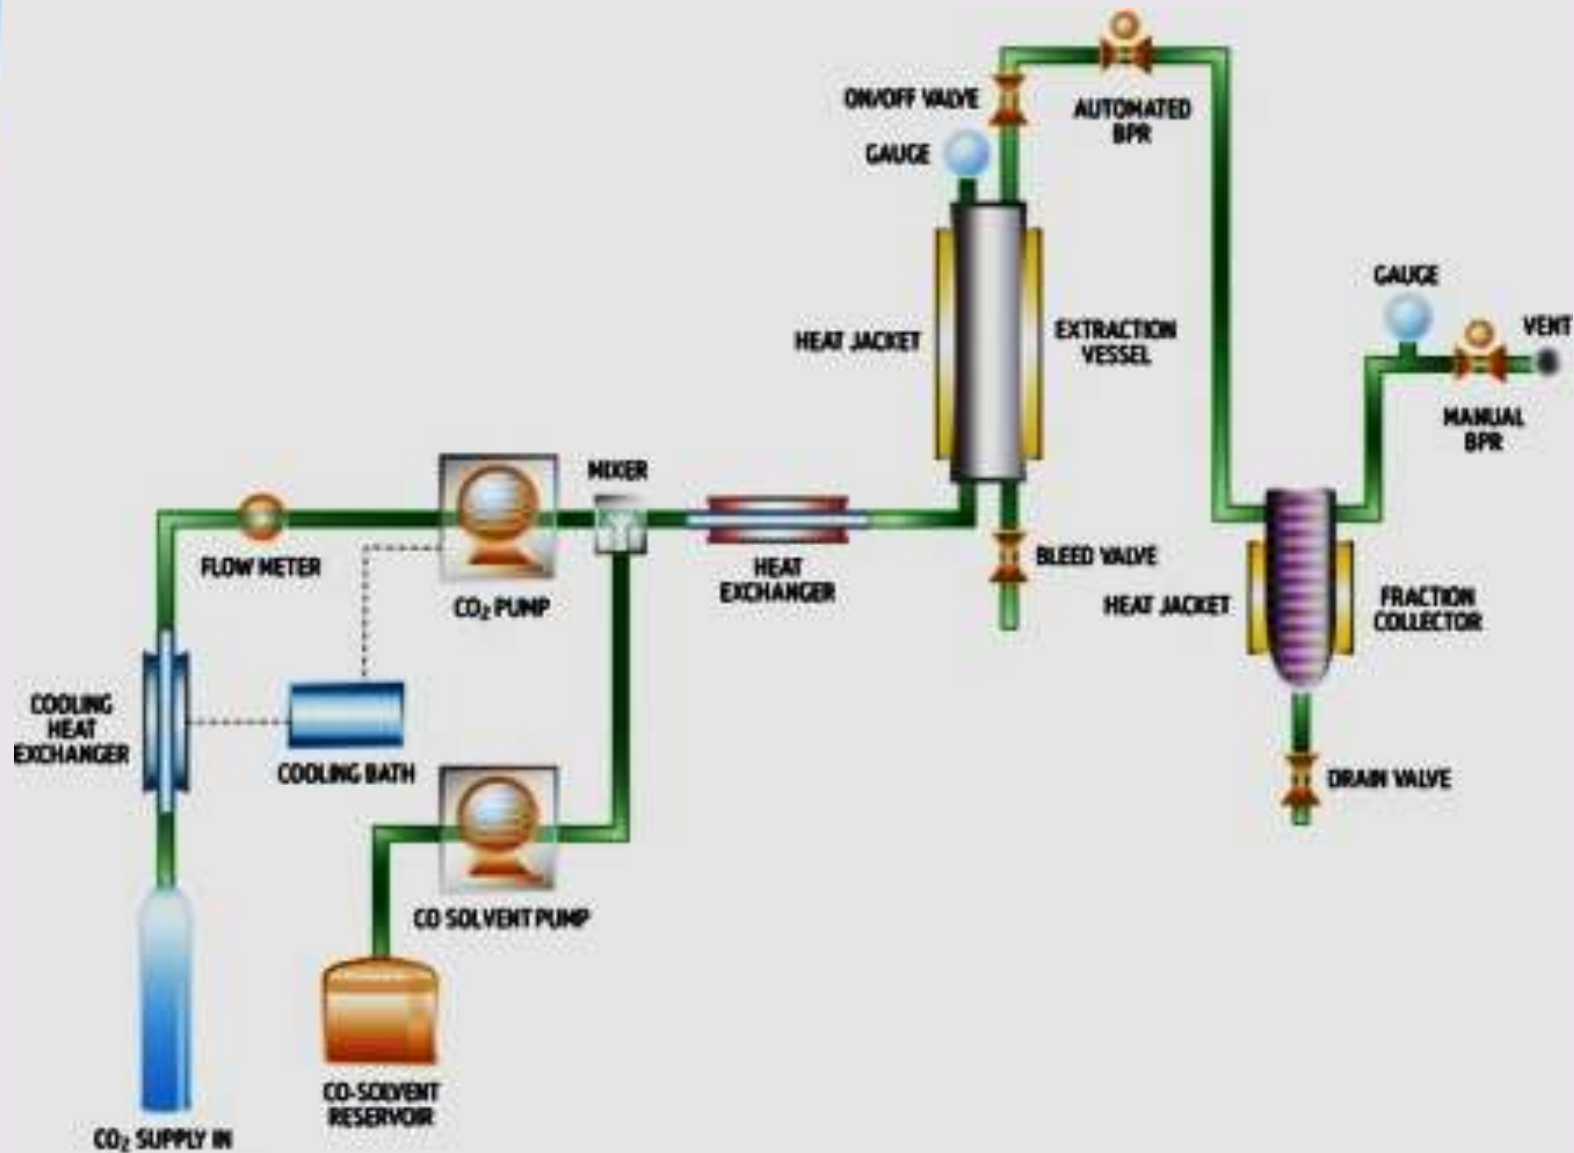 ON/OFF VALVE
GAUGE
AUTOMATED
BPR
HEAT JACKET
EXTRACTION
VESSEL
GAUGE
VENT
MANUAL
BPR
MIXER
FLOW METER
CO₂ PUMP
HEAT
EXCHANGER
BLEED VALVE
HEAT JACKET
FRACTION
COLLECTOR
COOLING
HEAT
EXCHANGER
COOLING BATH
DRAIN VALVE
CO SOLVENT PUMP
CO-SOLVENT
RESERVOIR
CO₂ SUPPLY IN